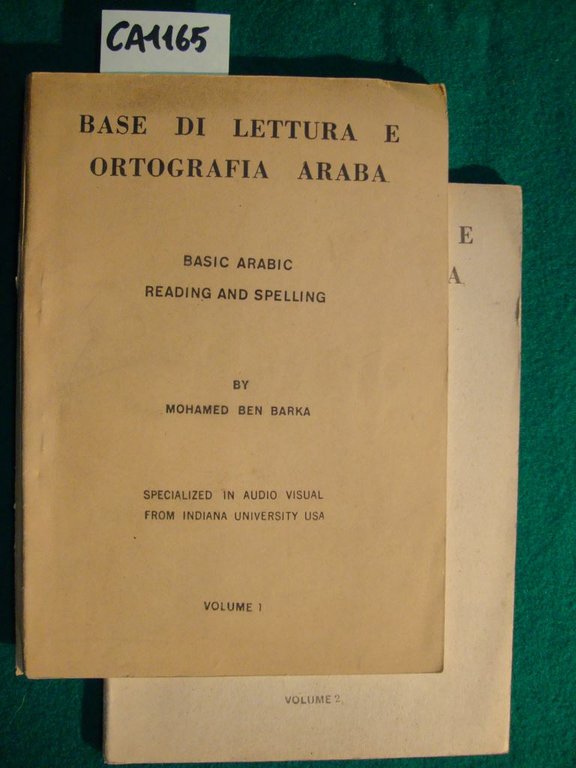 CA1165
BASE DI LETTURA E
ORTOGRAFIA ARABA
BASIC ARABIC
READING AND SPELLING
BY
MOHAMED BEN BARKA
SPECIALIZED IN AUDIO VISUAL
FROM INDIANA UNIVERSITY USA
VOLUME 1
E
A
VOLUME 2